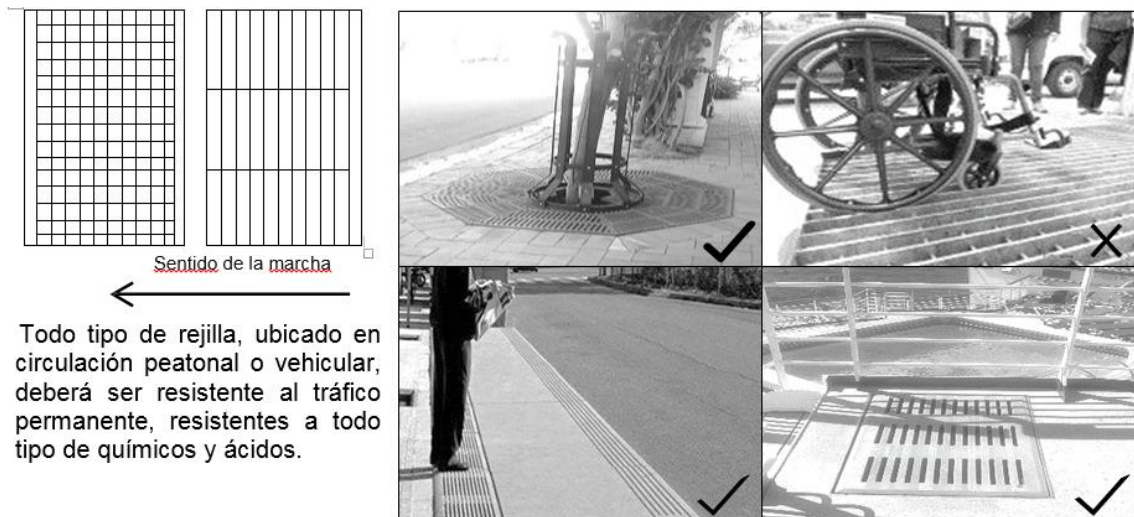 Sentido de la marcha
Todo tipo de rejilla, ubicado en
circulación peatonal o vehicular,
deberá ser resistente al tráfico
permanente, resistentes a todo
tipo de químicos y ácidos.